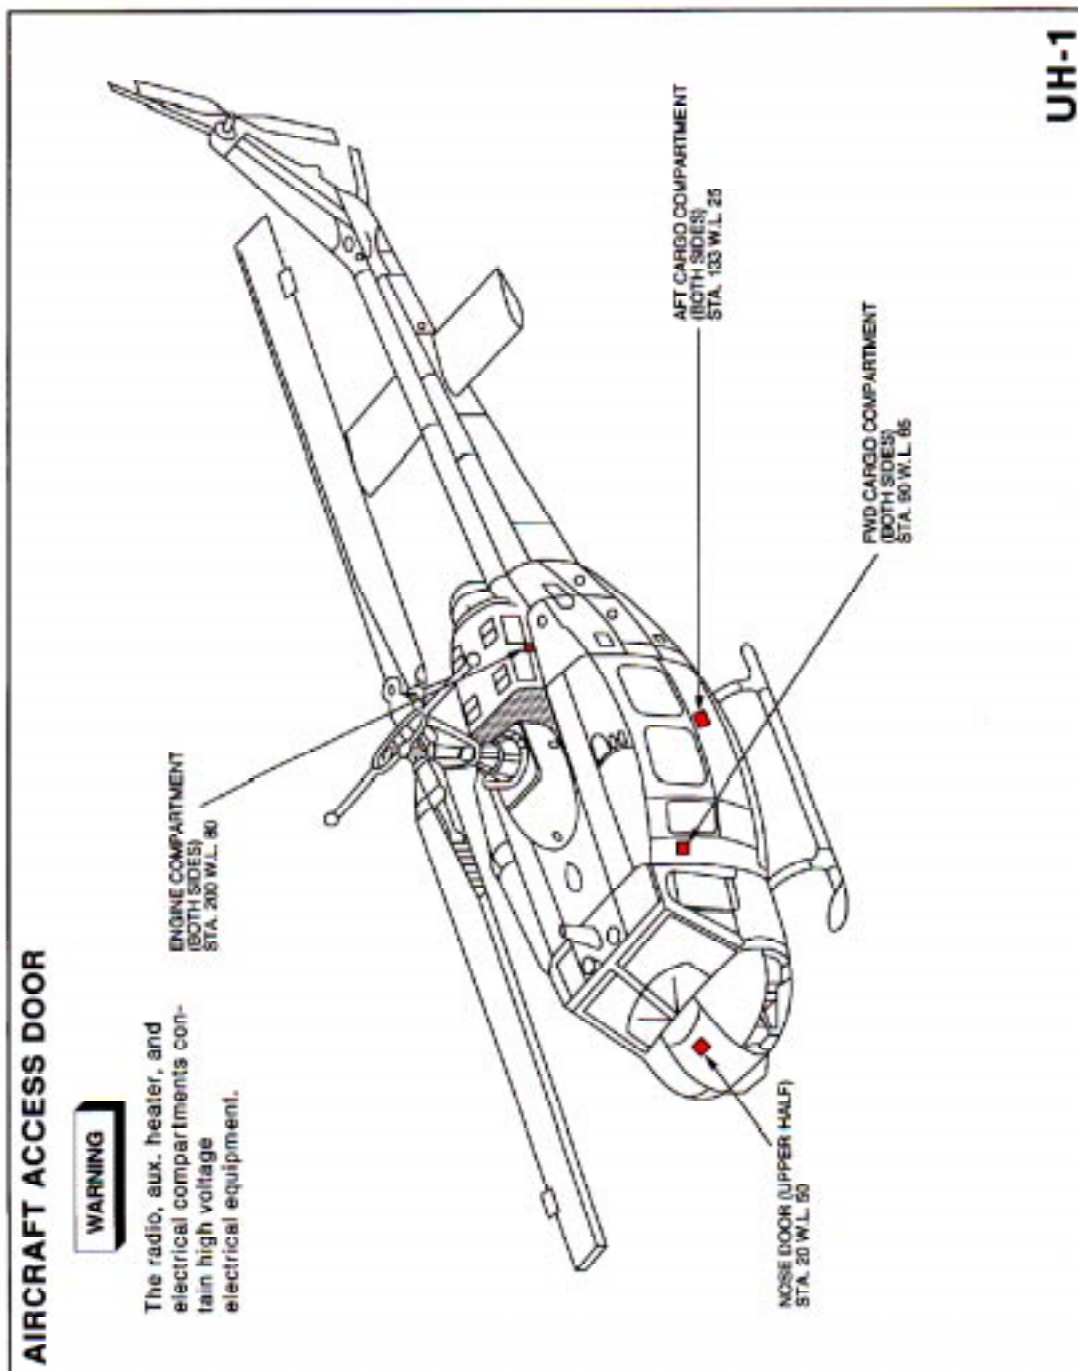 AIRCRAFT ACCESS DOOR
WARNING
The radio, aux. heater, and
electrical compartments con-
tain high voltage
electrical equipment.
ENGINE COMPARTMENT
(BOTH SIDES)
STA. 200 W.L. 80
NOSE DOOR (UPPER HALF)
STA. 20 W.L. 50
AFT CARGO COMPARTMENT
(BOTH SIDES)
STA. 133 W.L. 25
FWD CARGO COMPARTMENT
(BOTH SIDES)
STA. 90 W.L. 65
UH-1